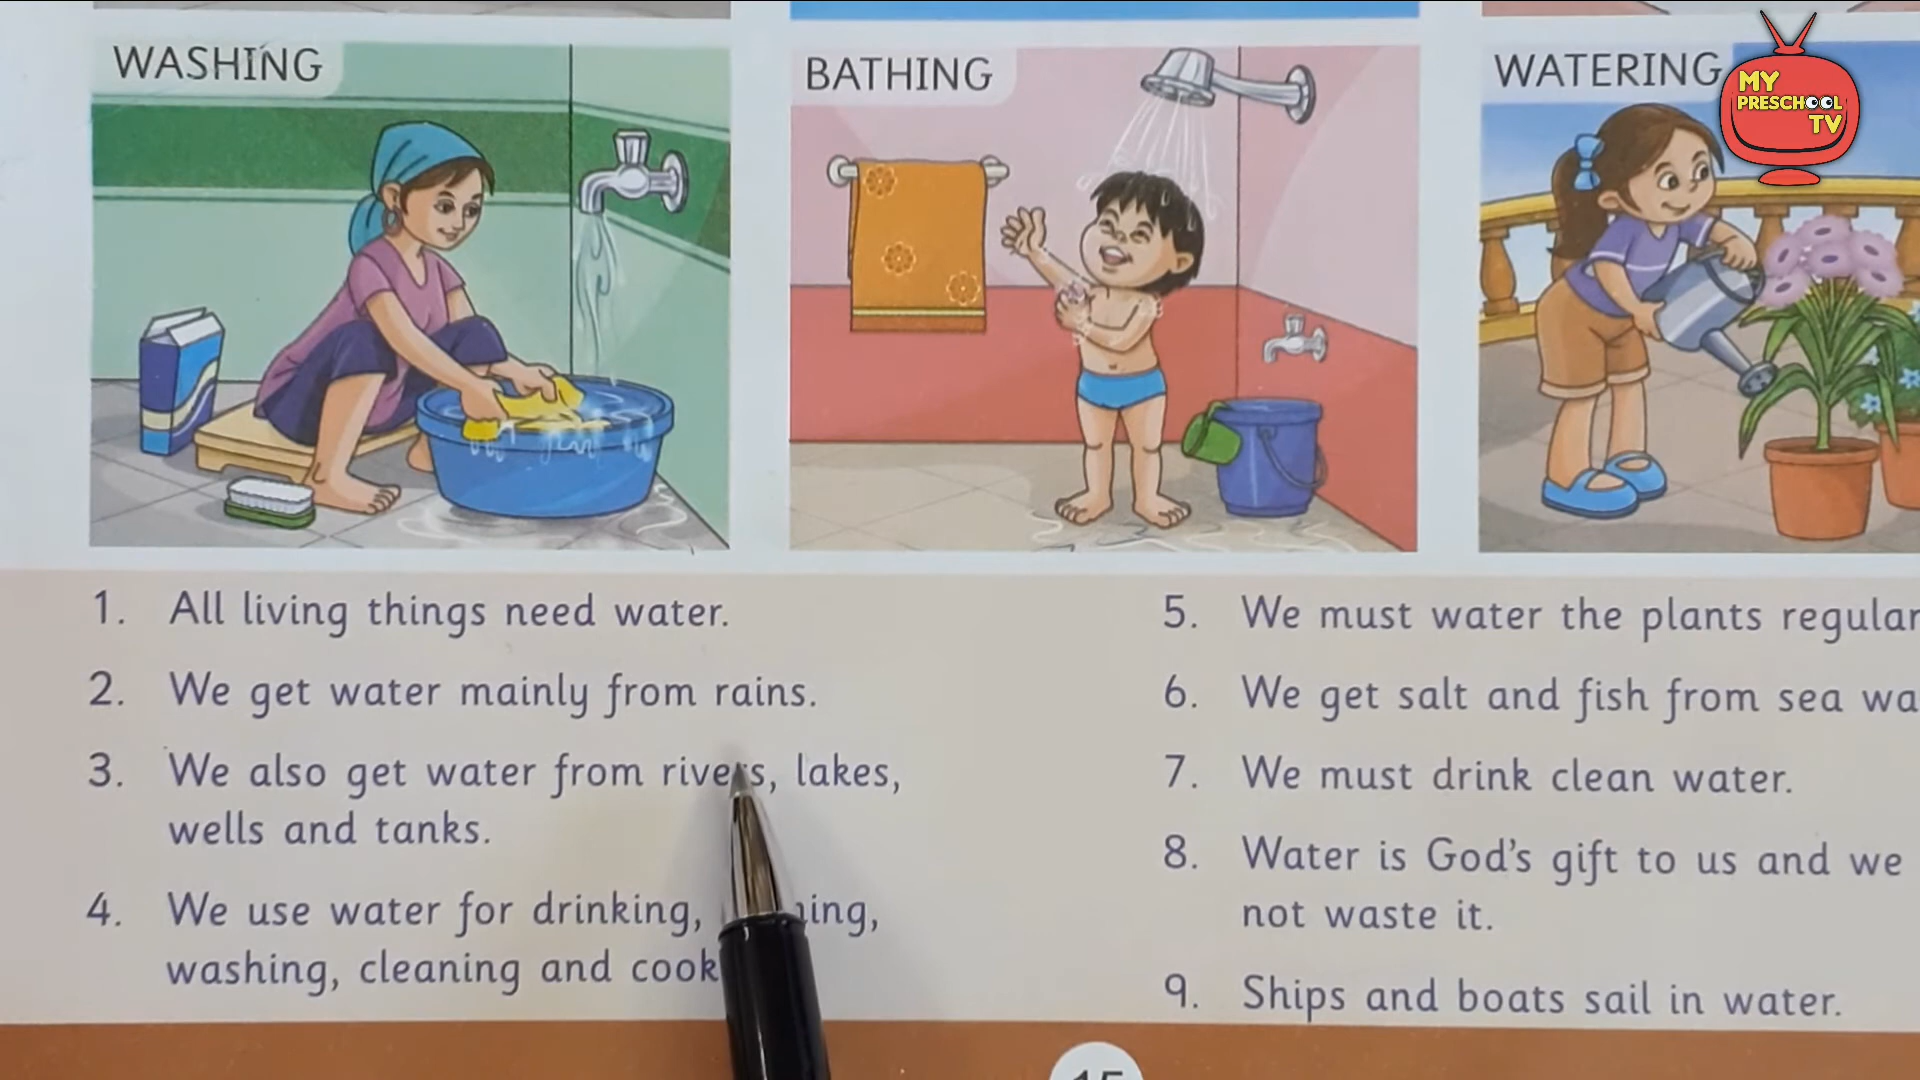 WASHING
BATHING
WATERING
MY
PRESCHOOL
TV
1. All living things need water.
2. We get water mainly from rains.
3. We also get water from rivers, lakes,
wells and tanks.
4. We use water for drinking,
washing, cleaning and
5. We must water the plants
6. We get salt and fish from sea
7. We must drink clean water.
8. Water is God's gift to us and we
not waste it.
9. Ships and boats sail in water.